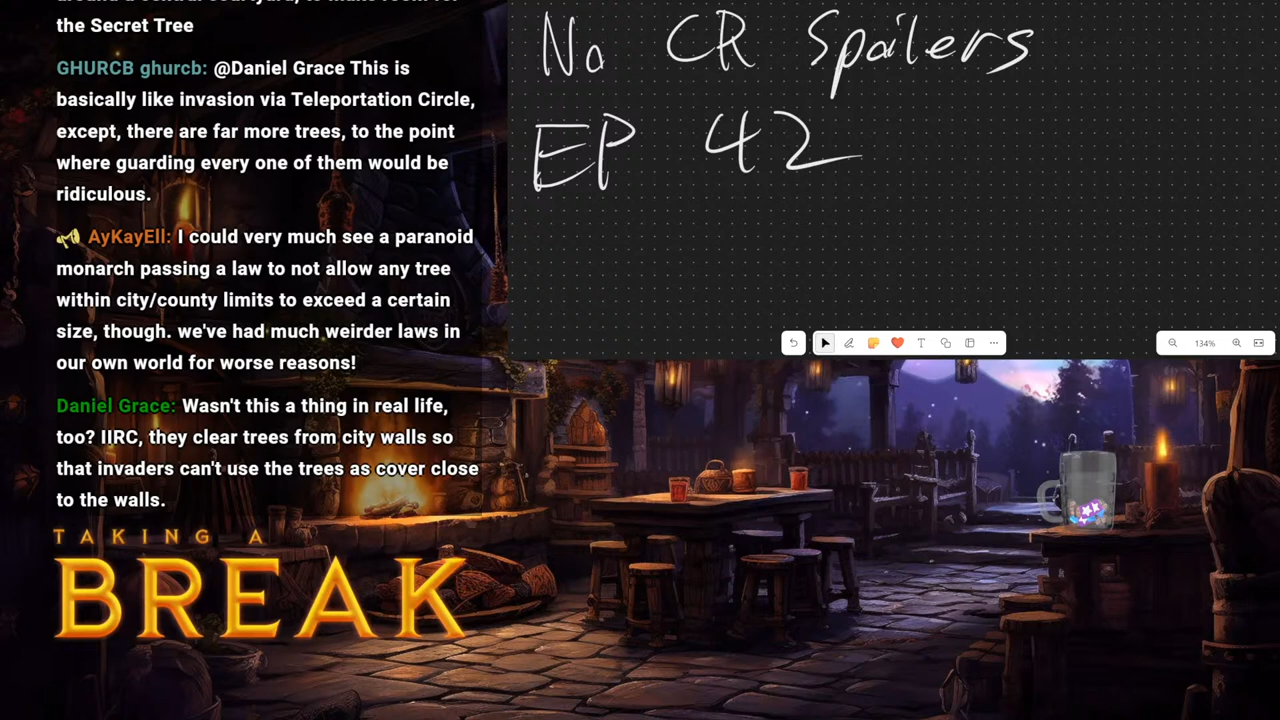 the Secret Tree
GHURCB ghurcb: @Daniel Grace This is
basically like invasion via Teleportation Circle,
except, there are far more trees, to the point
where guarding every one of them would be
ridiculous.
AyKayEll: I could very much see a paranoid
monarch passing a law to not allow any tree
within city/county limits to exceed a certain
size, though. we've had much weirder laws in
our own world for worse reasons!
Daniel Grace: Wasn't this a thing in real life,
too? IIRC, they clear trees from city walls so
that invaders can't use the trees as cover close
to the walls.
TAKING A
BREAK
No CR Spoilers
EP 42
T
134%